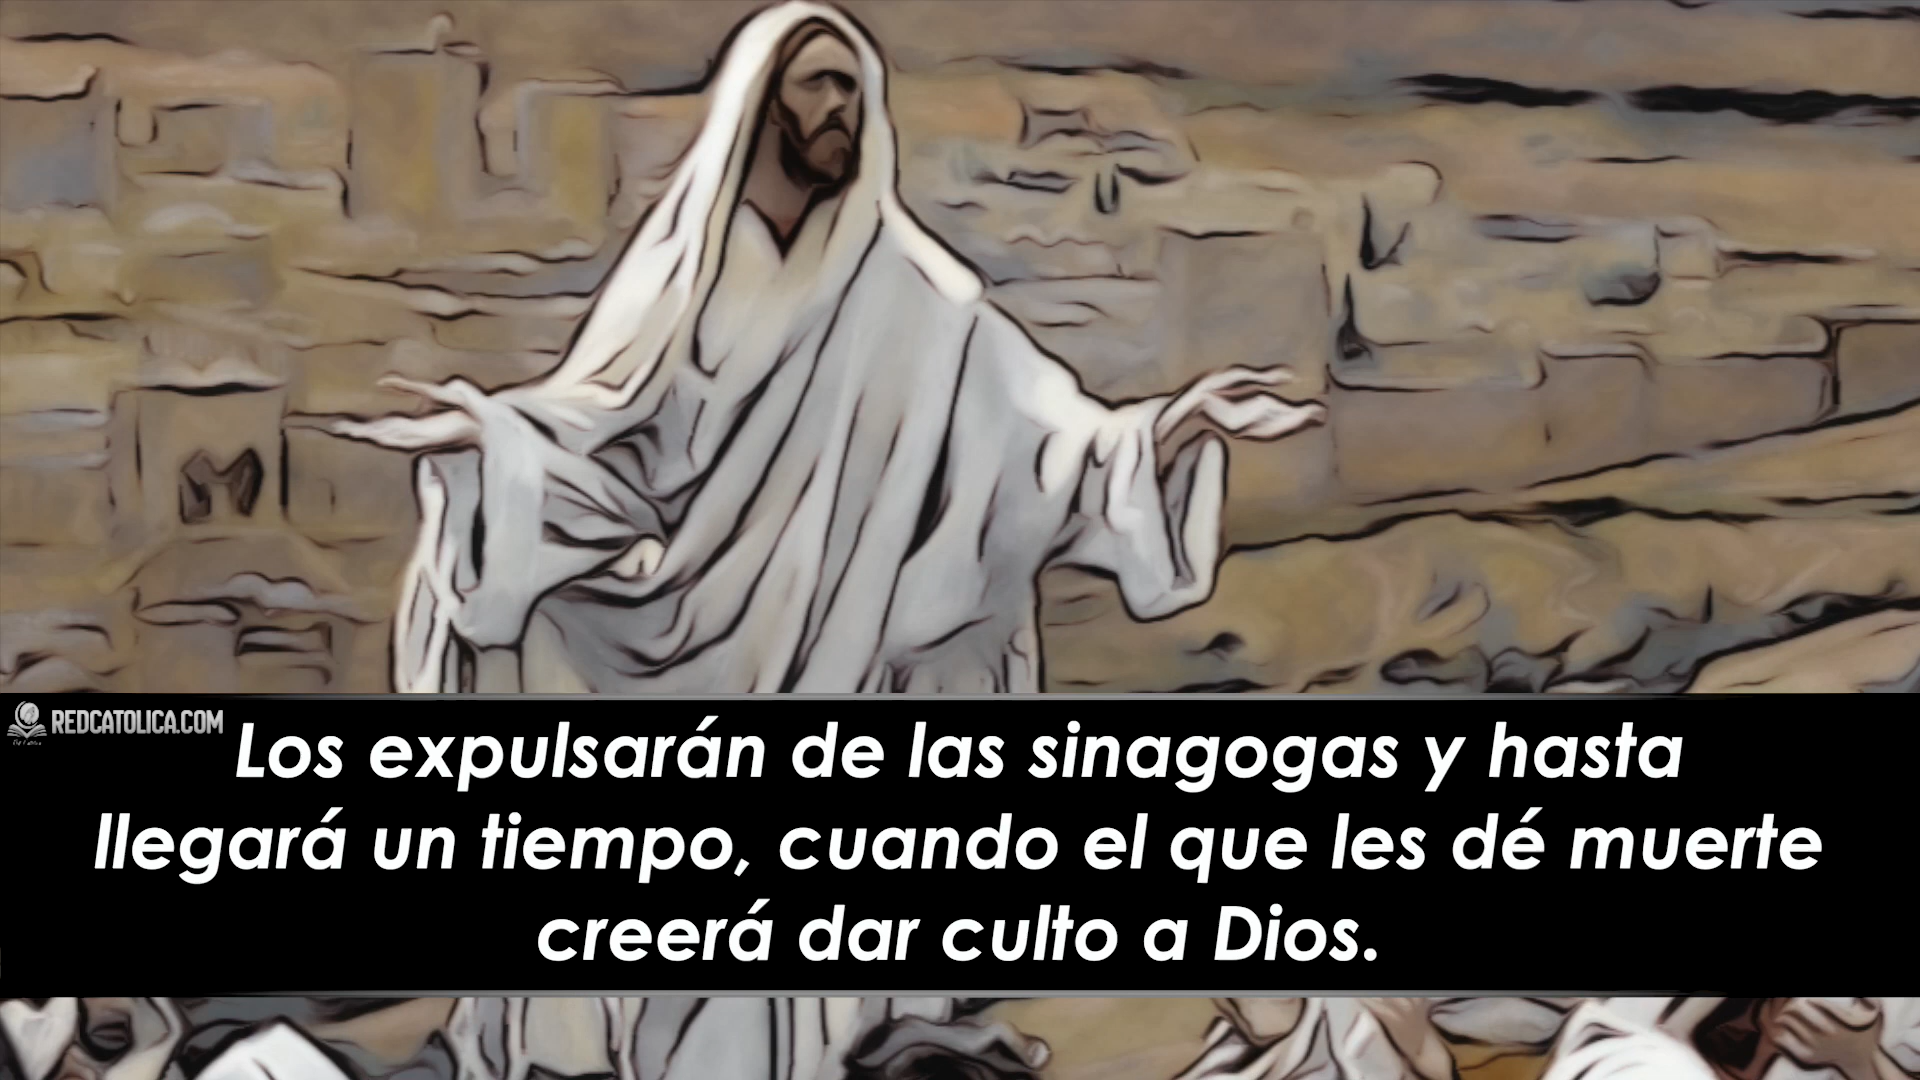 REDCATOLICA.COM
Los expulsarán de las sinagogas y hasta
llegará un tiempo, cuando el que les dé muerte
creerá dar culto a Dios.